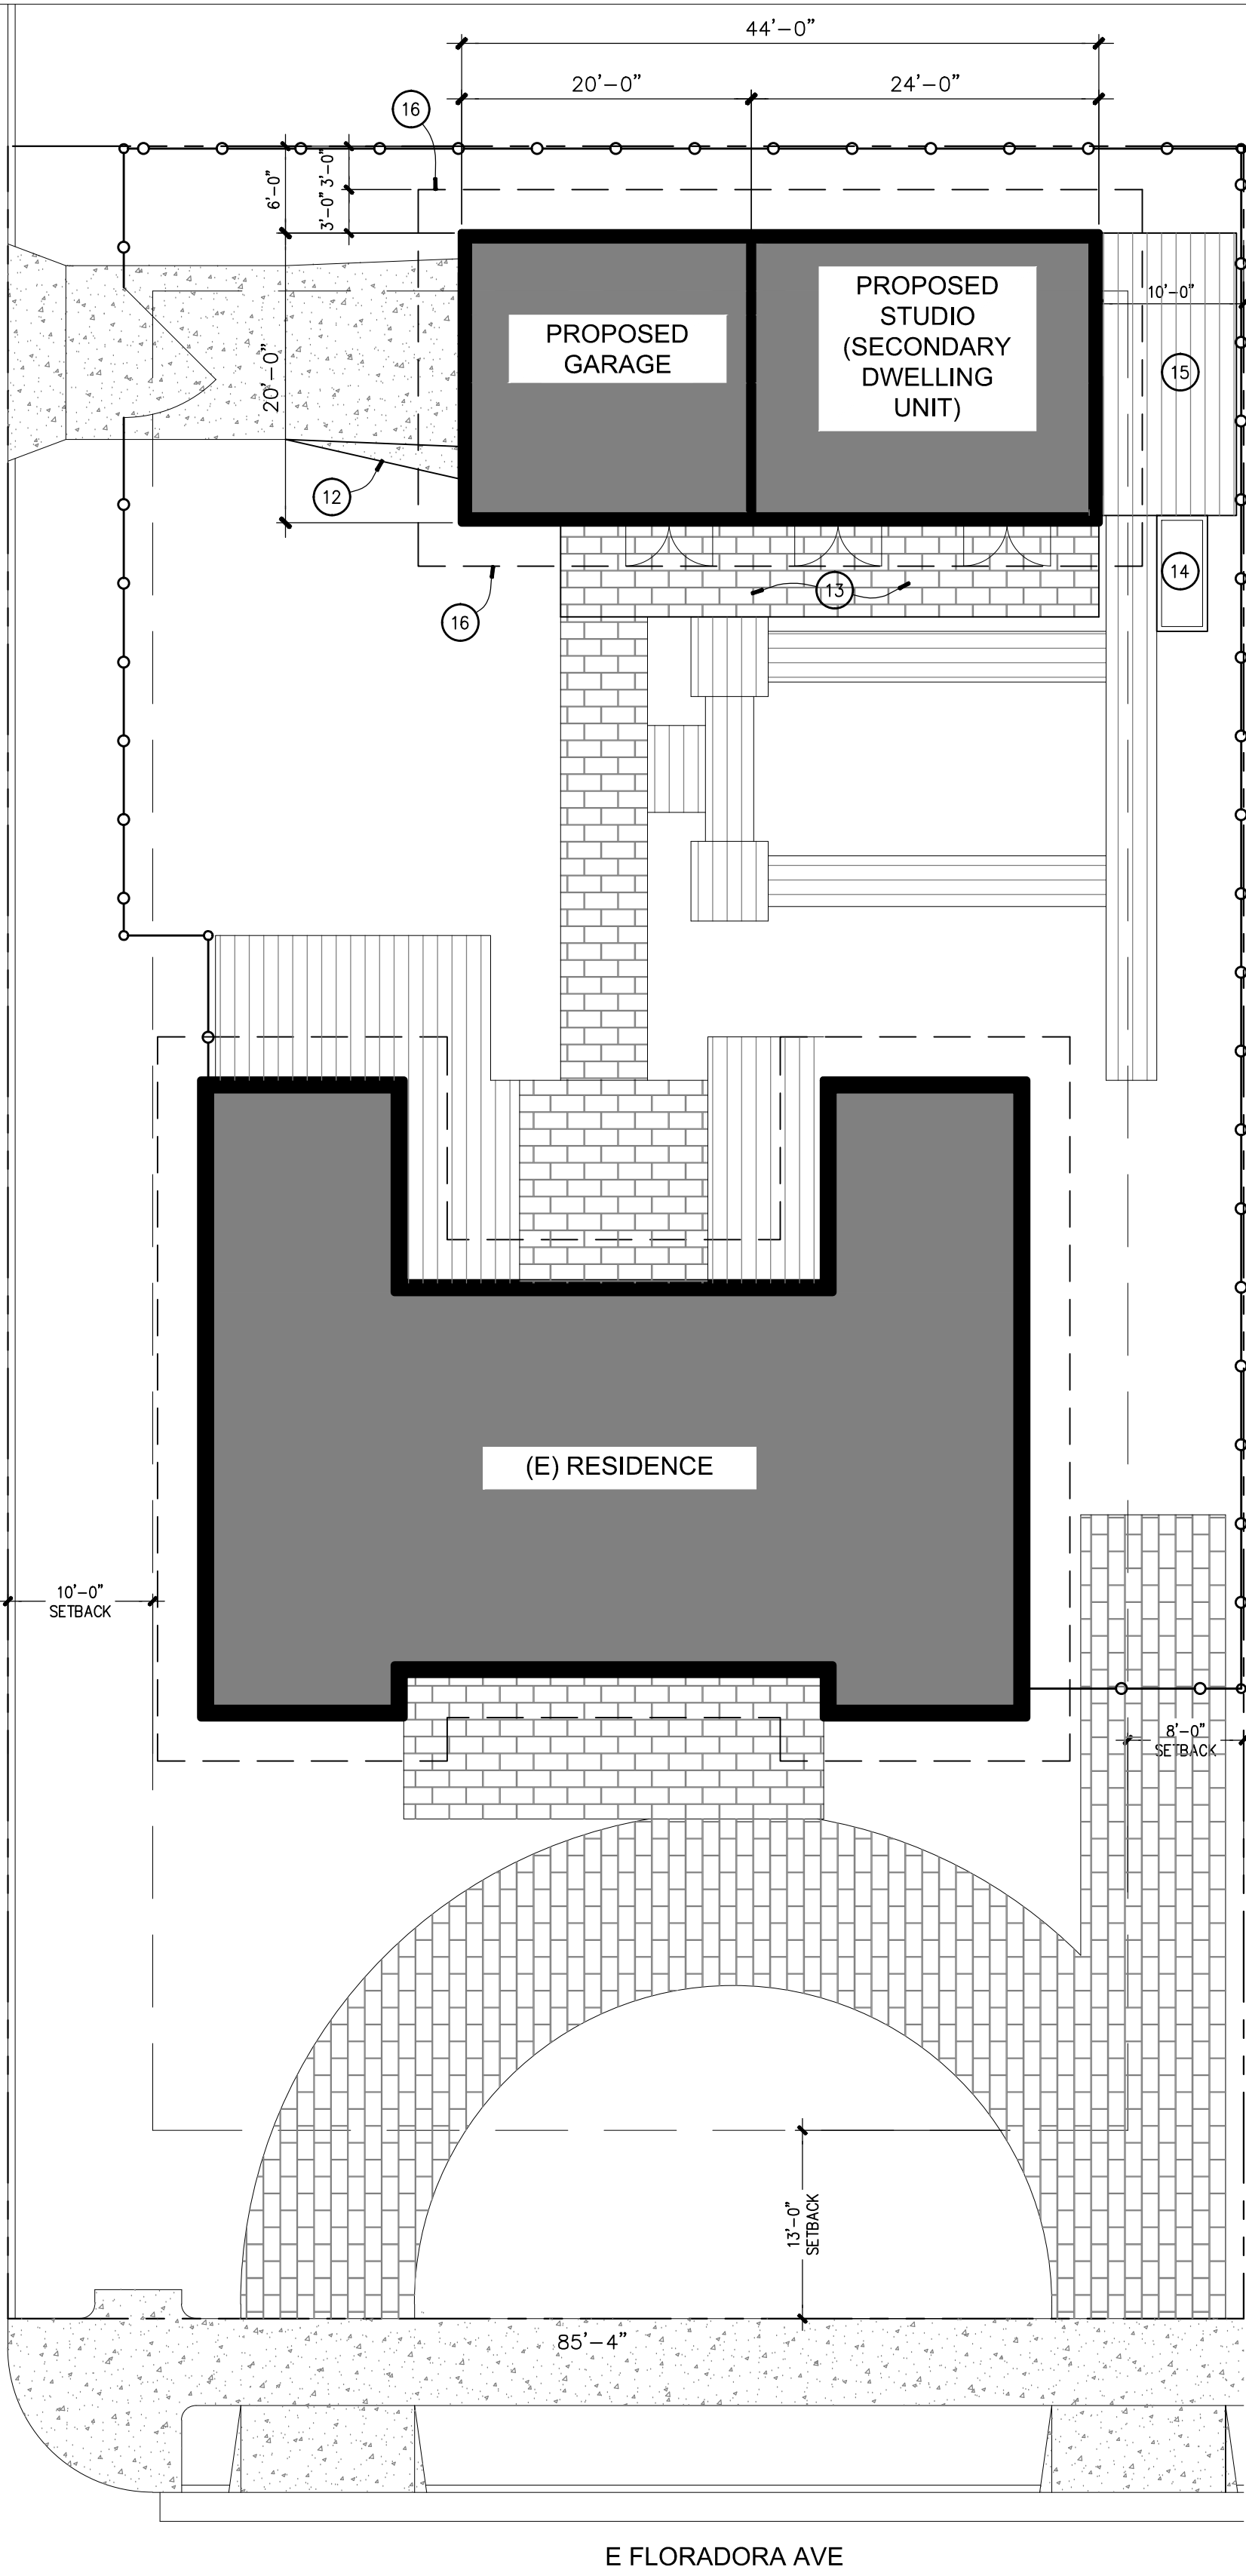 44'-0"
20'-0"
24'-0"
16
6'-0"
3'-0"
3'-0"
20'-0"
PROPOSED
GARAGE
PROPOSED
STUDIO
(SECONDARY
DWELLING
UNIT)
10'-0"
15
12
14
13
16
(E) RESIDENCE
10'-0"
SETBACK
8'-0"
SETBACK
13'-0"
SETBACK
85'-4"
E FLORADORA AVE